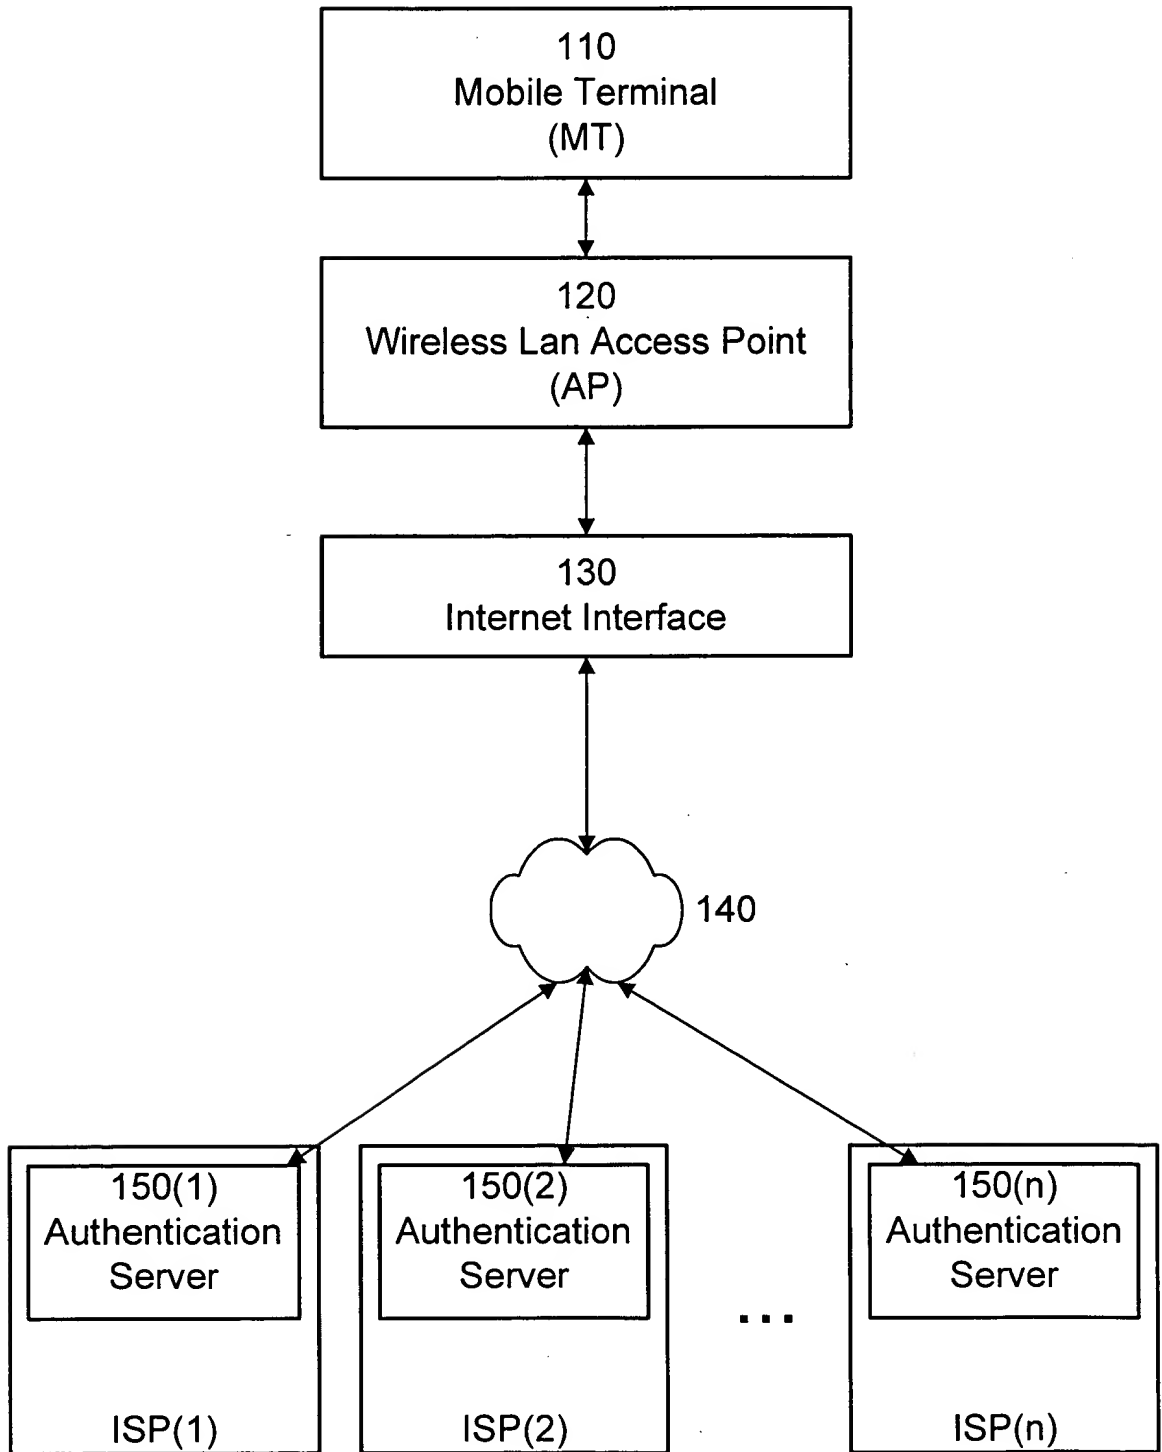 110
Mobile Terminal
(MT)
120
Wireless Lan Access Point
(AP)
130
Internet Interface
140
150(1)
Authentication
Server
ISP(1)
150(2)
Authentication
Server
ISP(2)
...
150(n)
Authentication
Server
ISP(n)